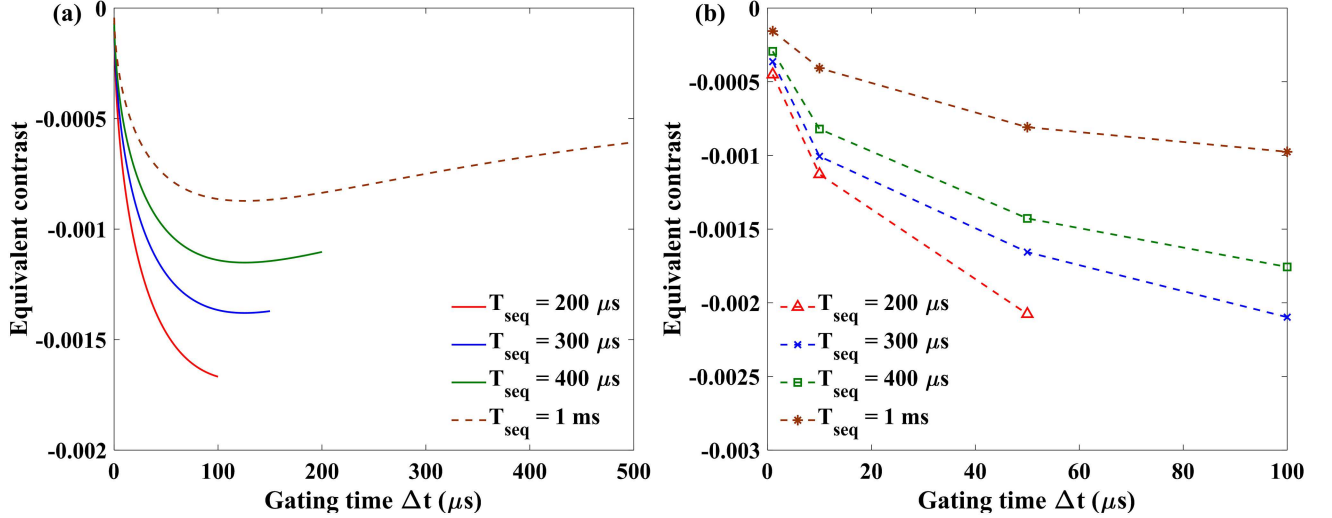 (a)
0
-0.0005
-0.001
-0.0015
-0.002
Equivalent contrast
0
100
200
300
400
500
Gating time Δt (μs)
T_seq = 200 μs
T_seq = 300 μs
T_seq = 400 μs
T_seq = 1 ms
(b)
0
-0.0005
-0.001
-0.0015
-0.002
-0.0025
-0.003
Equivalent contrast
0
20
40
60
80
100
Gating time Δt (μs)
T_seq = 200 μs
T_seq = 300 μs
T_seq = 400 μs
T_seq = 1 ms